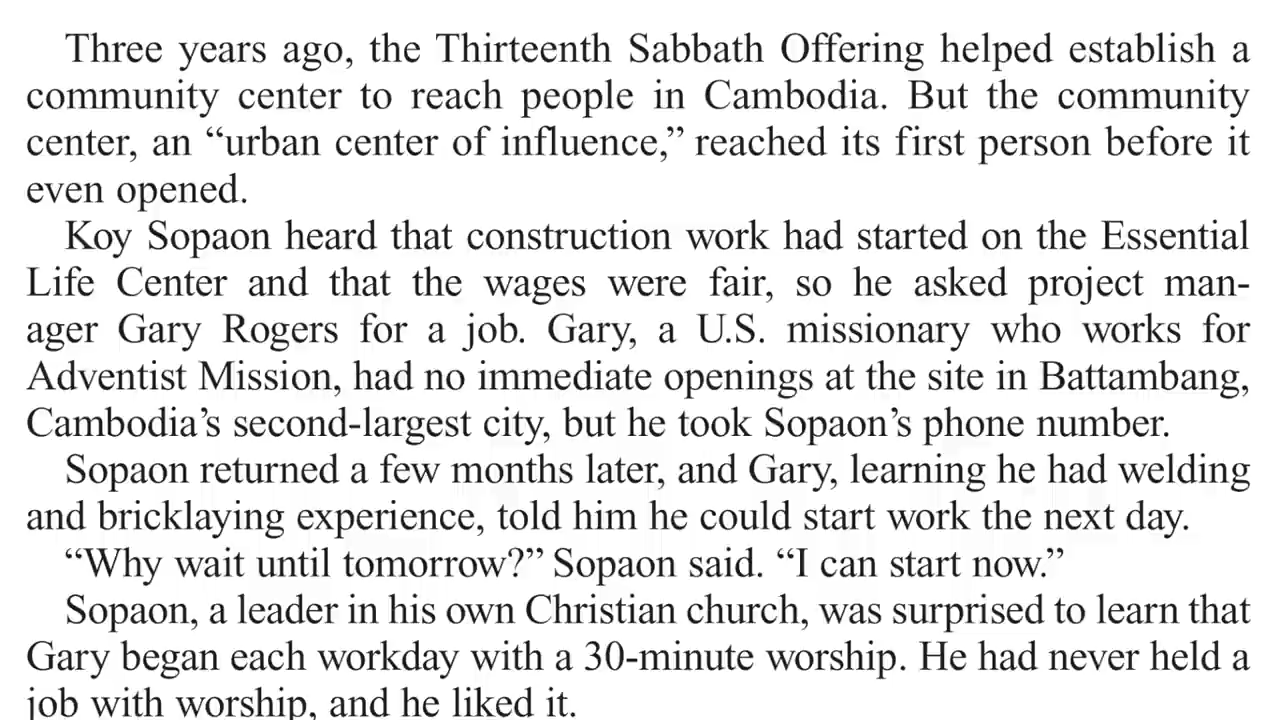 Three years ago, the Thirteenth Sabbath Offering helped establish a
community center to reach people in Cambodia. But the community
center, an “urban center of influence,” reached its first person before it
even opened.
Koy Sopaon heard that construction work had started on the Essential
Life Center and that the wages were fair, so he asked project man-
ager Gary Rogers for a job. Gary, a U.S. missionary who works for
Adventist Mission, had no immediate openings at the site in Battambang,
Cambodia’s second-largest city, but he took Sopaon’s phone number.
Sopaon returned a few months later, and Gary, learning he had welding
and bricklaying experience, told him he could start work the next day.
“Why wait until tomorrow?” Sopaon said. “I can start now.”
Sopaon, a leader in his own Christian church, was surprised to learn that
Gary began each workday with a 30-minute worship. He had never held a
job with worship, and he liked it.